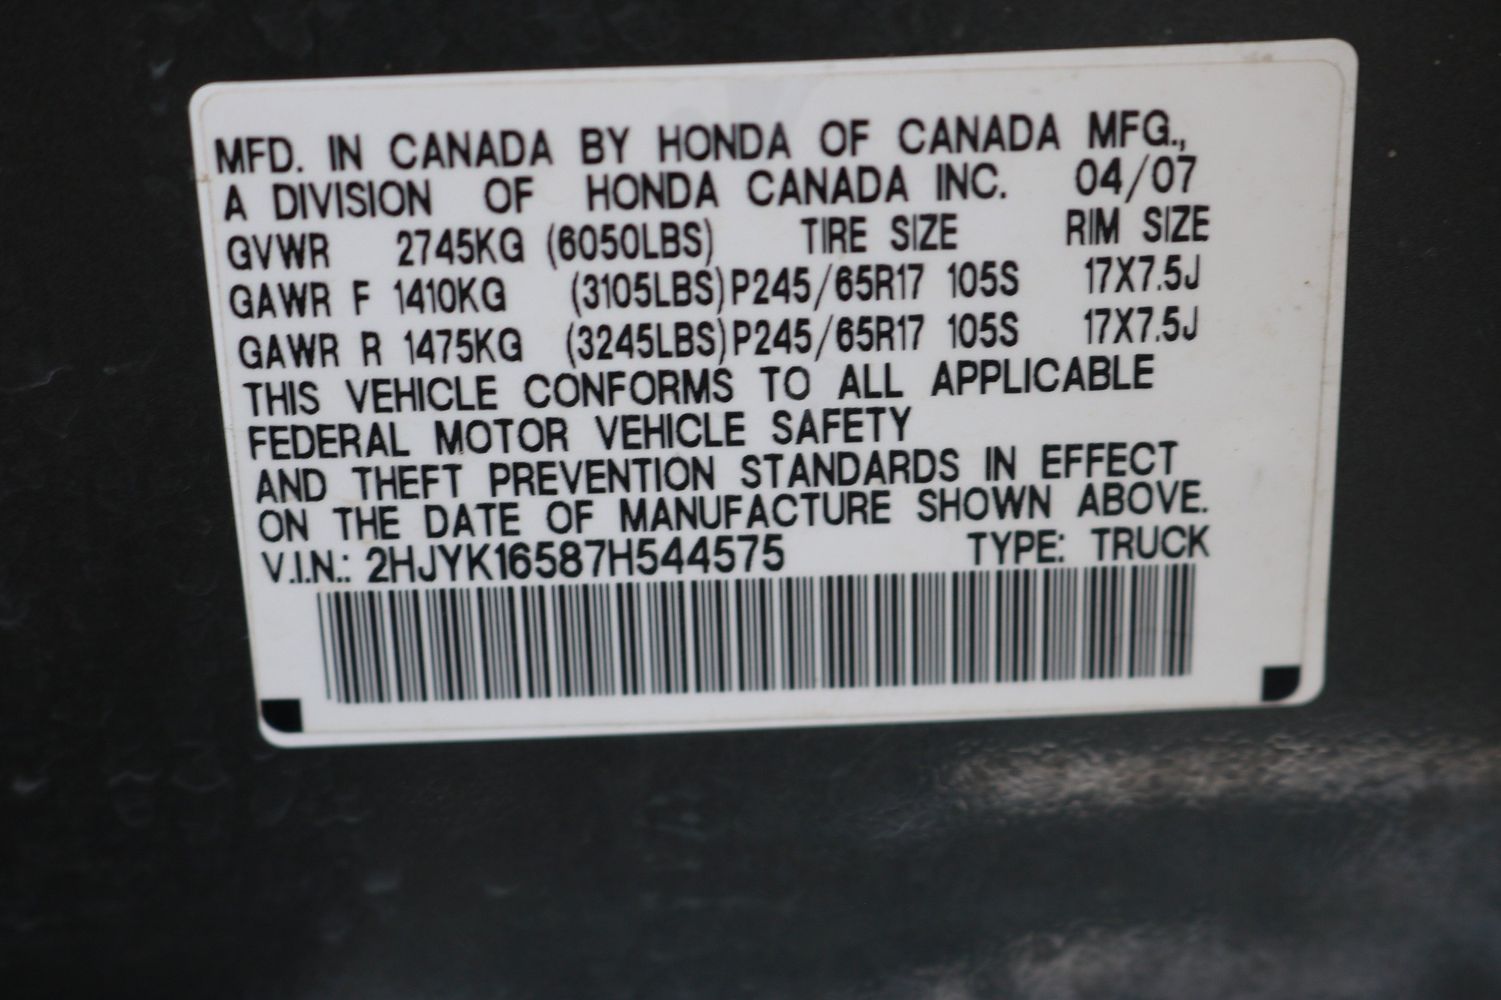 MFD. IN CANADA BY HONDA OF CANADA MFG.,
A DIVISION OF HONDA CANADA INC. 04/07
GVWR 2745KG (6050LBS) TIRE SIZE RIM SIZE
GAWR F 1410KG (3105LBS) P245/65R17 105S 17X7.5J
GAWR R 1475KG (3245LBS) P245/65R17 105S 17X7.5J
THIS VEHICLE CONFORMS TO ALL APPLICABLE
FEDERAL MOTOR VEHICLE SAFETY
AND THEFT PREVENTION STANDARDS IN EFFECT
ON THE DATE OF MANUFACTURE SHOWN ABOVE.
V.I.N.: 2HJYK16587H544575 TYPE: TRUCK